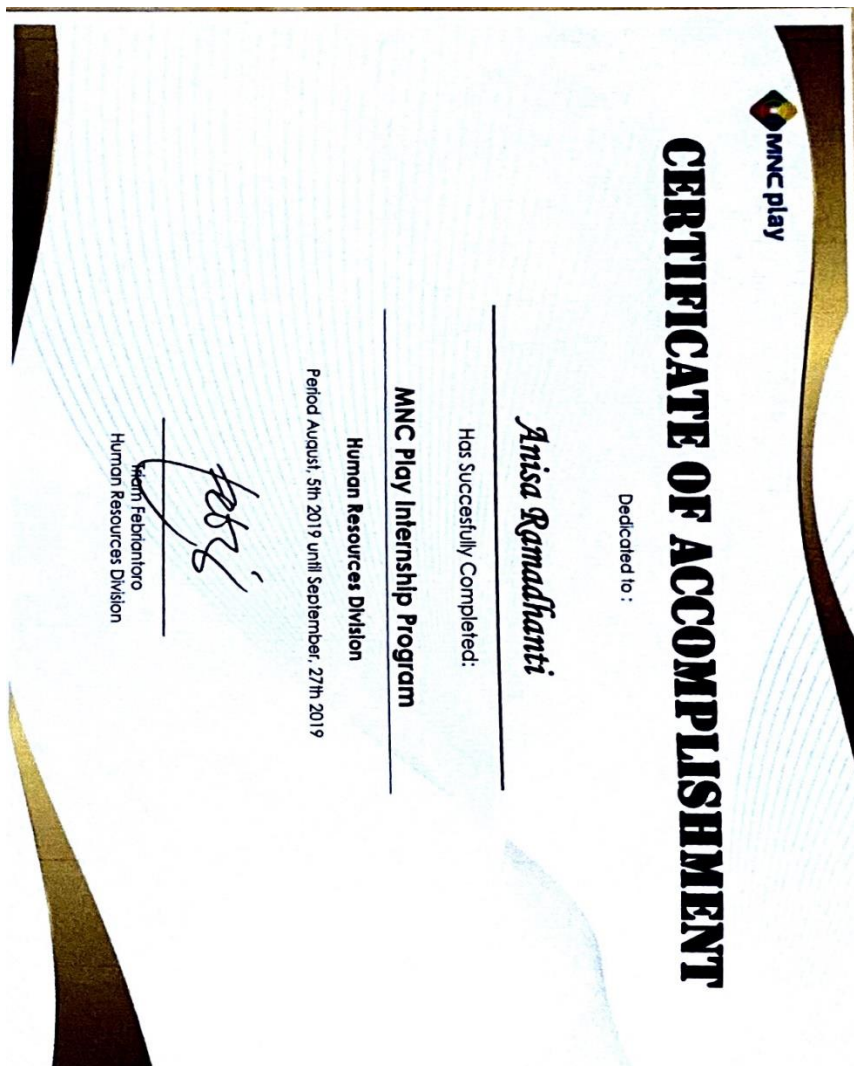 MNC play
CERTIFICATE OF ACCOMPLISHMENT
Dedicated to :
Anisa Ramadhanti
Has Succesfully Completed:
MNC Play Internship Program
Human Resources Division
Period August, 5th 2019 until September, 27th 2019
Febriantoro
Human Resources Division